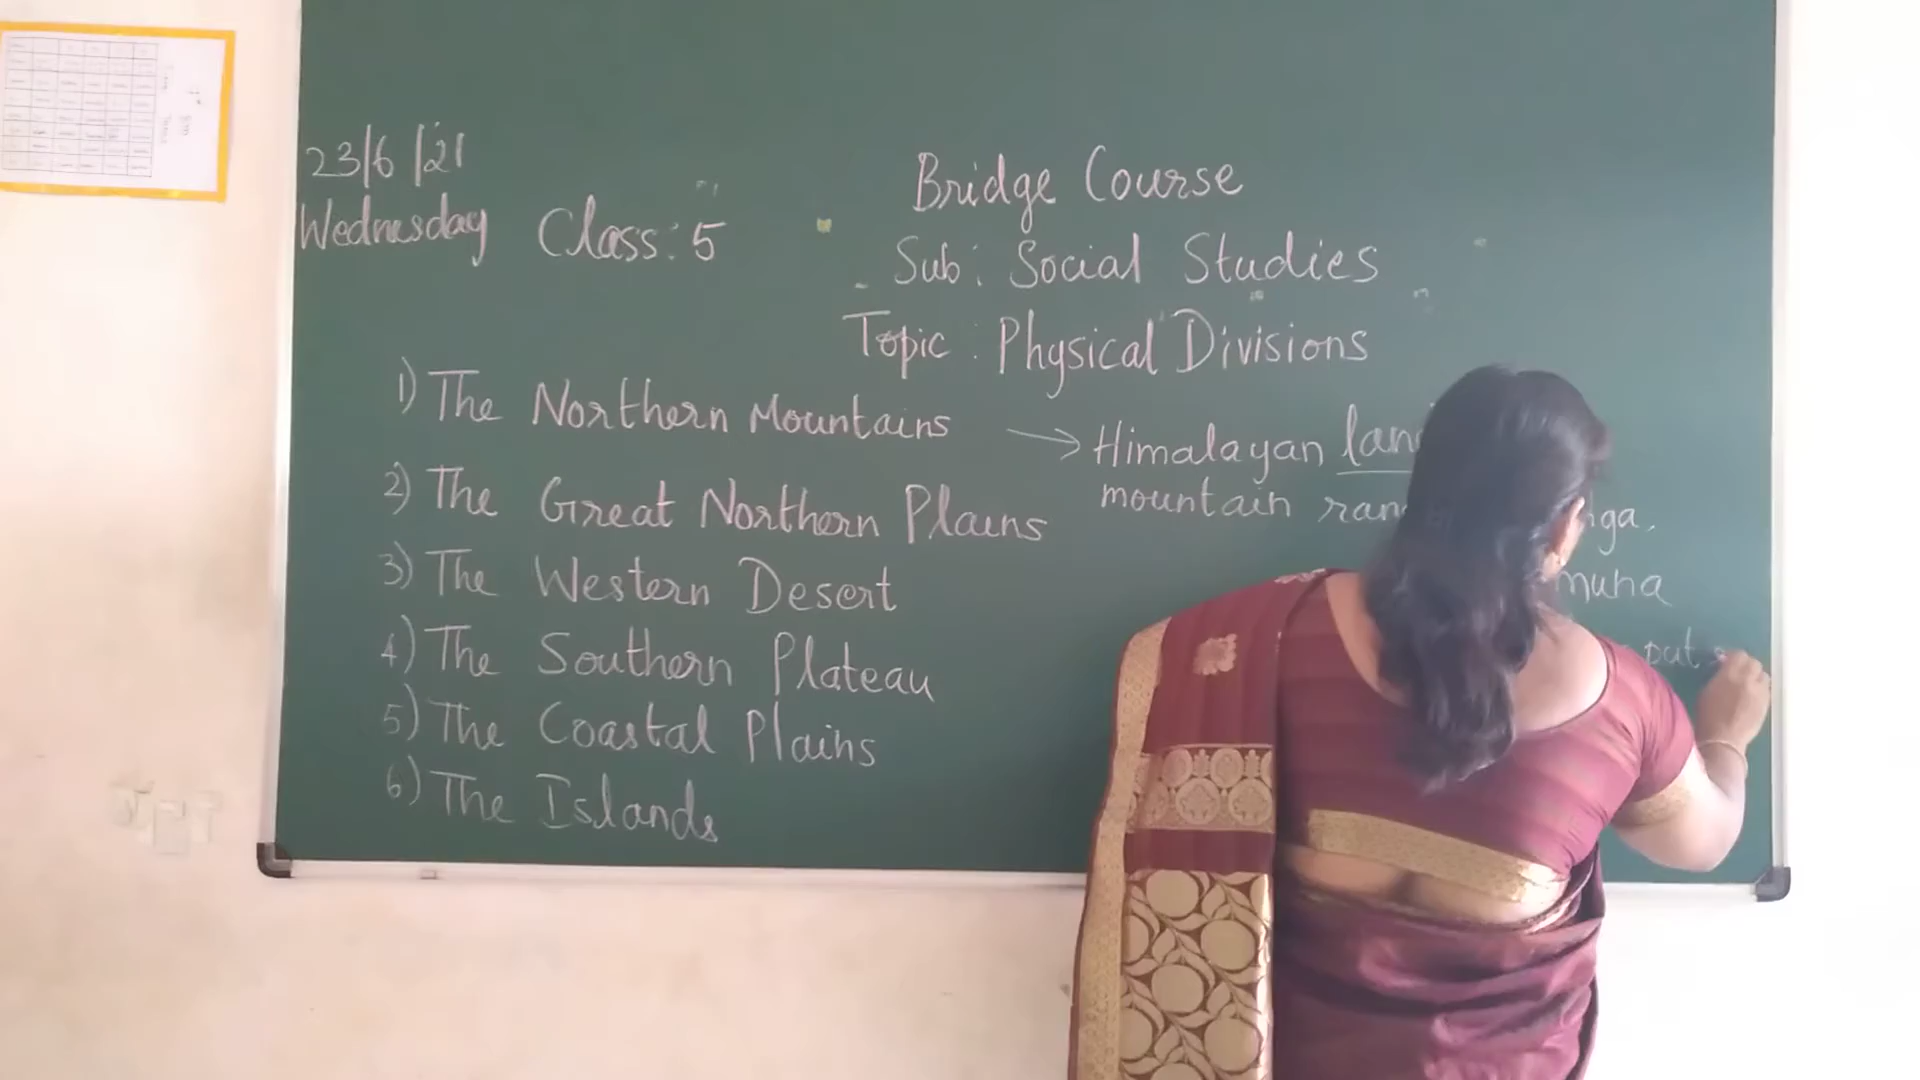 23/6/21
Wednesday
Class: 5
Bridge Course
Sub: Social Studies
Topic: Physical Divisions
1) The Northern Mountains
→ Himalayan
mountain
2) The Great Northern Plains
3) The Western Desert
4) The Southern Plateau
5) The Coastal Plains
6) The Islands